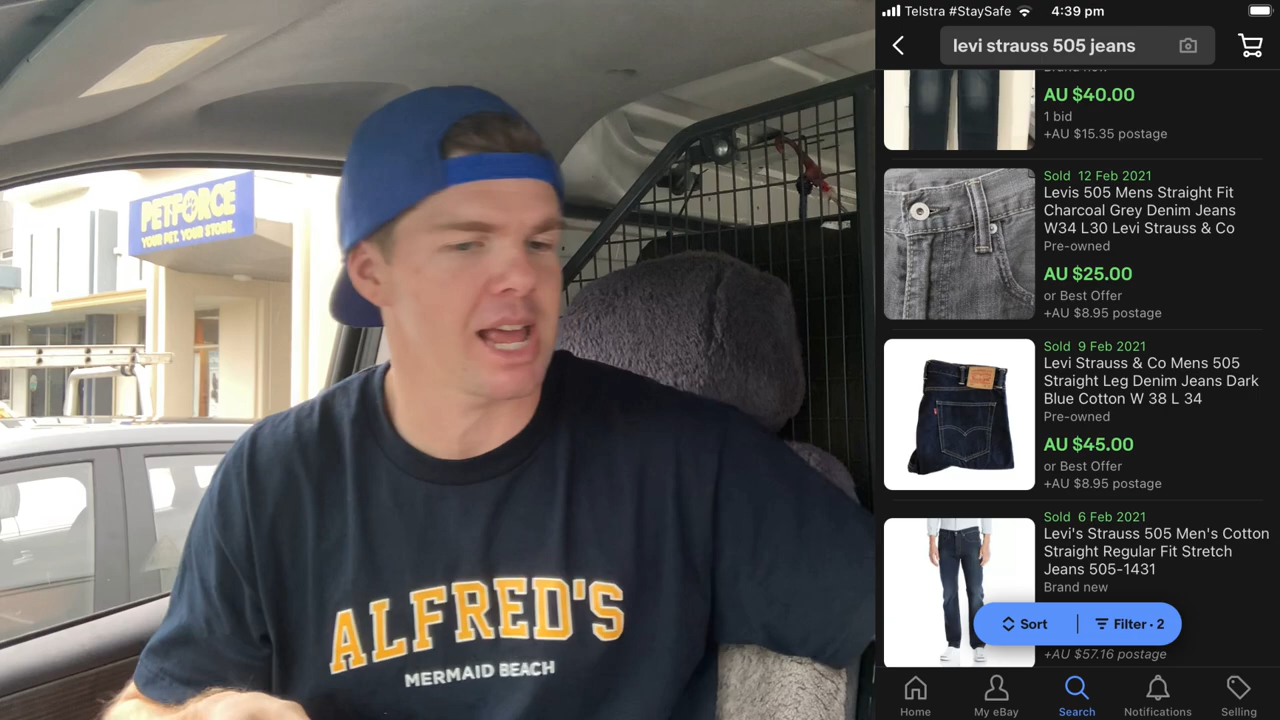 PETFORCE
YOUR PET. YOUR STORE.
ALFRED'S
MERMAID BEACH
Telstra #StaySafe
4:39 pm
levi strauss 505 jeans
Brand new
AU $40.00
1 bid
+AU $15.35 postage
Sold 12 Feb 2021
Levis 505 Mens Straight Fit
Charcoal Grey Denim Jeans
W34 L30 Levi Strauss & Co
Pre-owned
AU $25.00
or Best Offer
+AU $8.95 postage
Sold 9 Feb 2021
Levi Strauss & Co Mens 505
Straight Leg Denim Jeans Dark
Blue Cotton W 38 L 34
Pre-owned
AU $45.00
or Best Offer
+AU $8.95 postage
Sold 6 Feb 2021
Levi's Strauss 505 Men's Cotton
Straight Regular Fit Stretch
Jeans 505-1431
Brand new
Sort
Filter · 2
+AU $57.16 postage
Home
My eBay
Search
Notifications
Selling